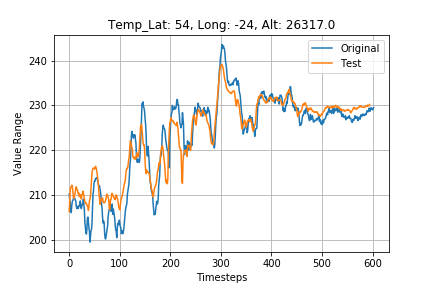 Temp_Lat: 54, Long: -24, Alt: 26317.0
Original
Test
Value Range
240
230
220
210
200
0 100 200 300 400 500 600
Timesteps